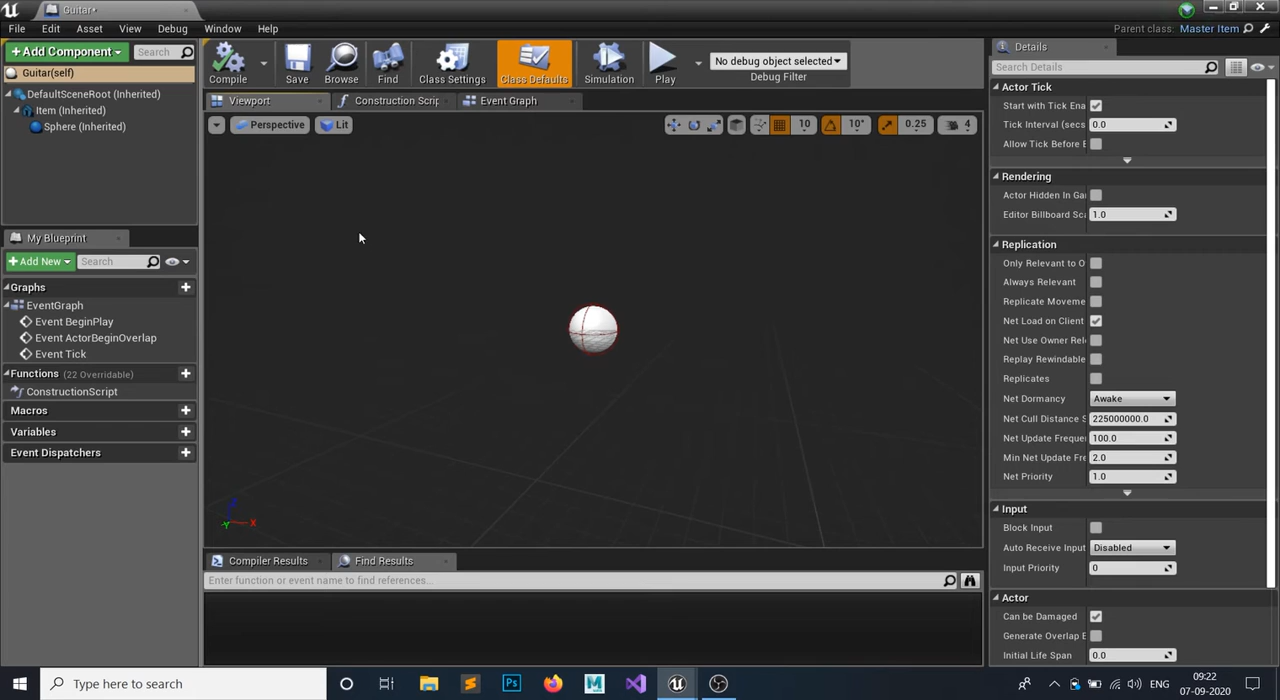 Guitar*
File Edit Asset View Debug Window Help
Parent class: Master Item
Add Component Search
Compile Save Browse Find Class Settings Class Defaults Simulation Play No debug object selected Debug Filter
Details
Search Details
Guitar(self)
DefaultSceneRoot (Inherited)
Item (Inherited)
Sphere (Inherited)
Viewport Construction Scrip Event Graph
Perspective Lit 10 10° 0.25 4
My Blueprint
Add New Search
Graphs
EventGraph
Event BeginPlay
Event ActorBeginOverlap
Event Tick
Functions (22 Overridable)
ConstructionScript
Macros
Variables
Event Dispatchers
X
Y
Compiler Results Find Results
Enter function or event name to find references...
Actor Tick
Start with Tick Ena
Tick Interval (secs 0.0
Allow Tick Before B
Rendering
Actor Hidden In Ga
Editor Billboard Sca 1.0
Replication
Only Relevant to O
Always Relevant
Replicate Moveme
Net Load on Client
Net Use Owner Rel
Replay Rewindable
Replicates
Net Dormancy Awake
Net Cull Distance S 225000000.0
Net Update Freque 100.0
Min Net Update Fre 2.0
Net Priority 1.0
Input
Block Input
Auto Receive Input Disabled
Input Priority 0
Actor
Can be Damaged
Generate Overlap E
Initial Life Span 0.0
Type here to search
Ps
ENG
09:22
07-09-2020